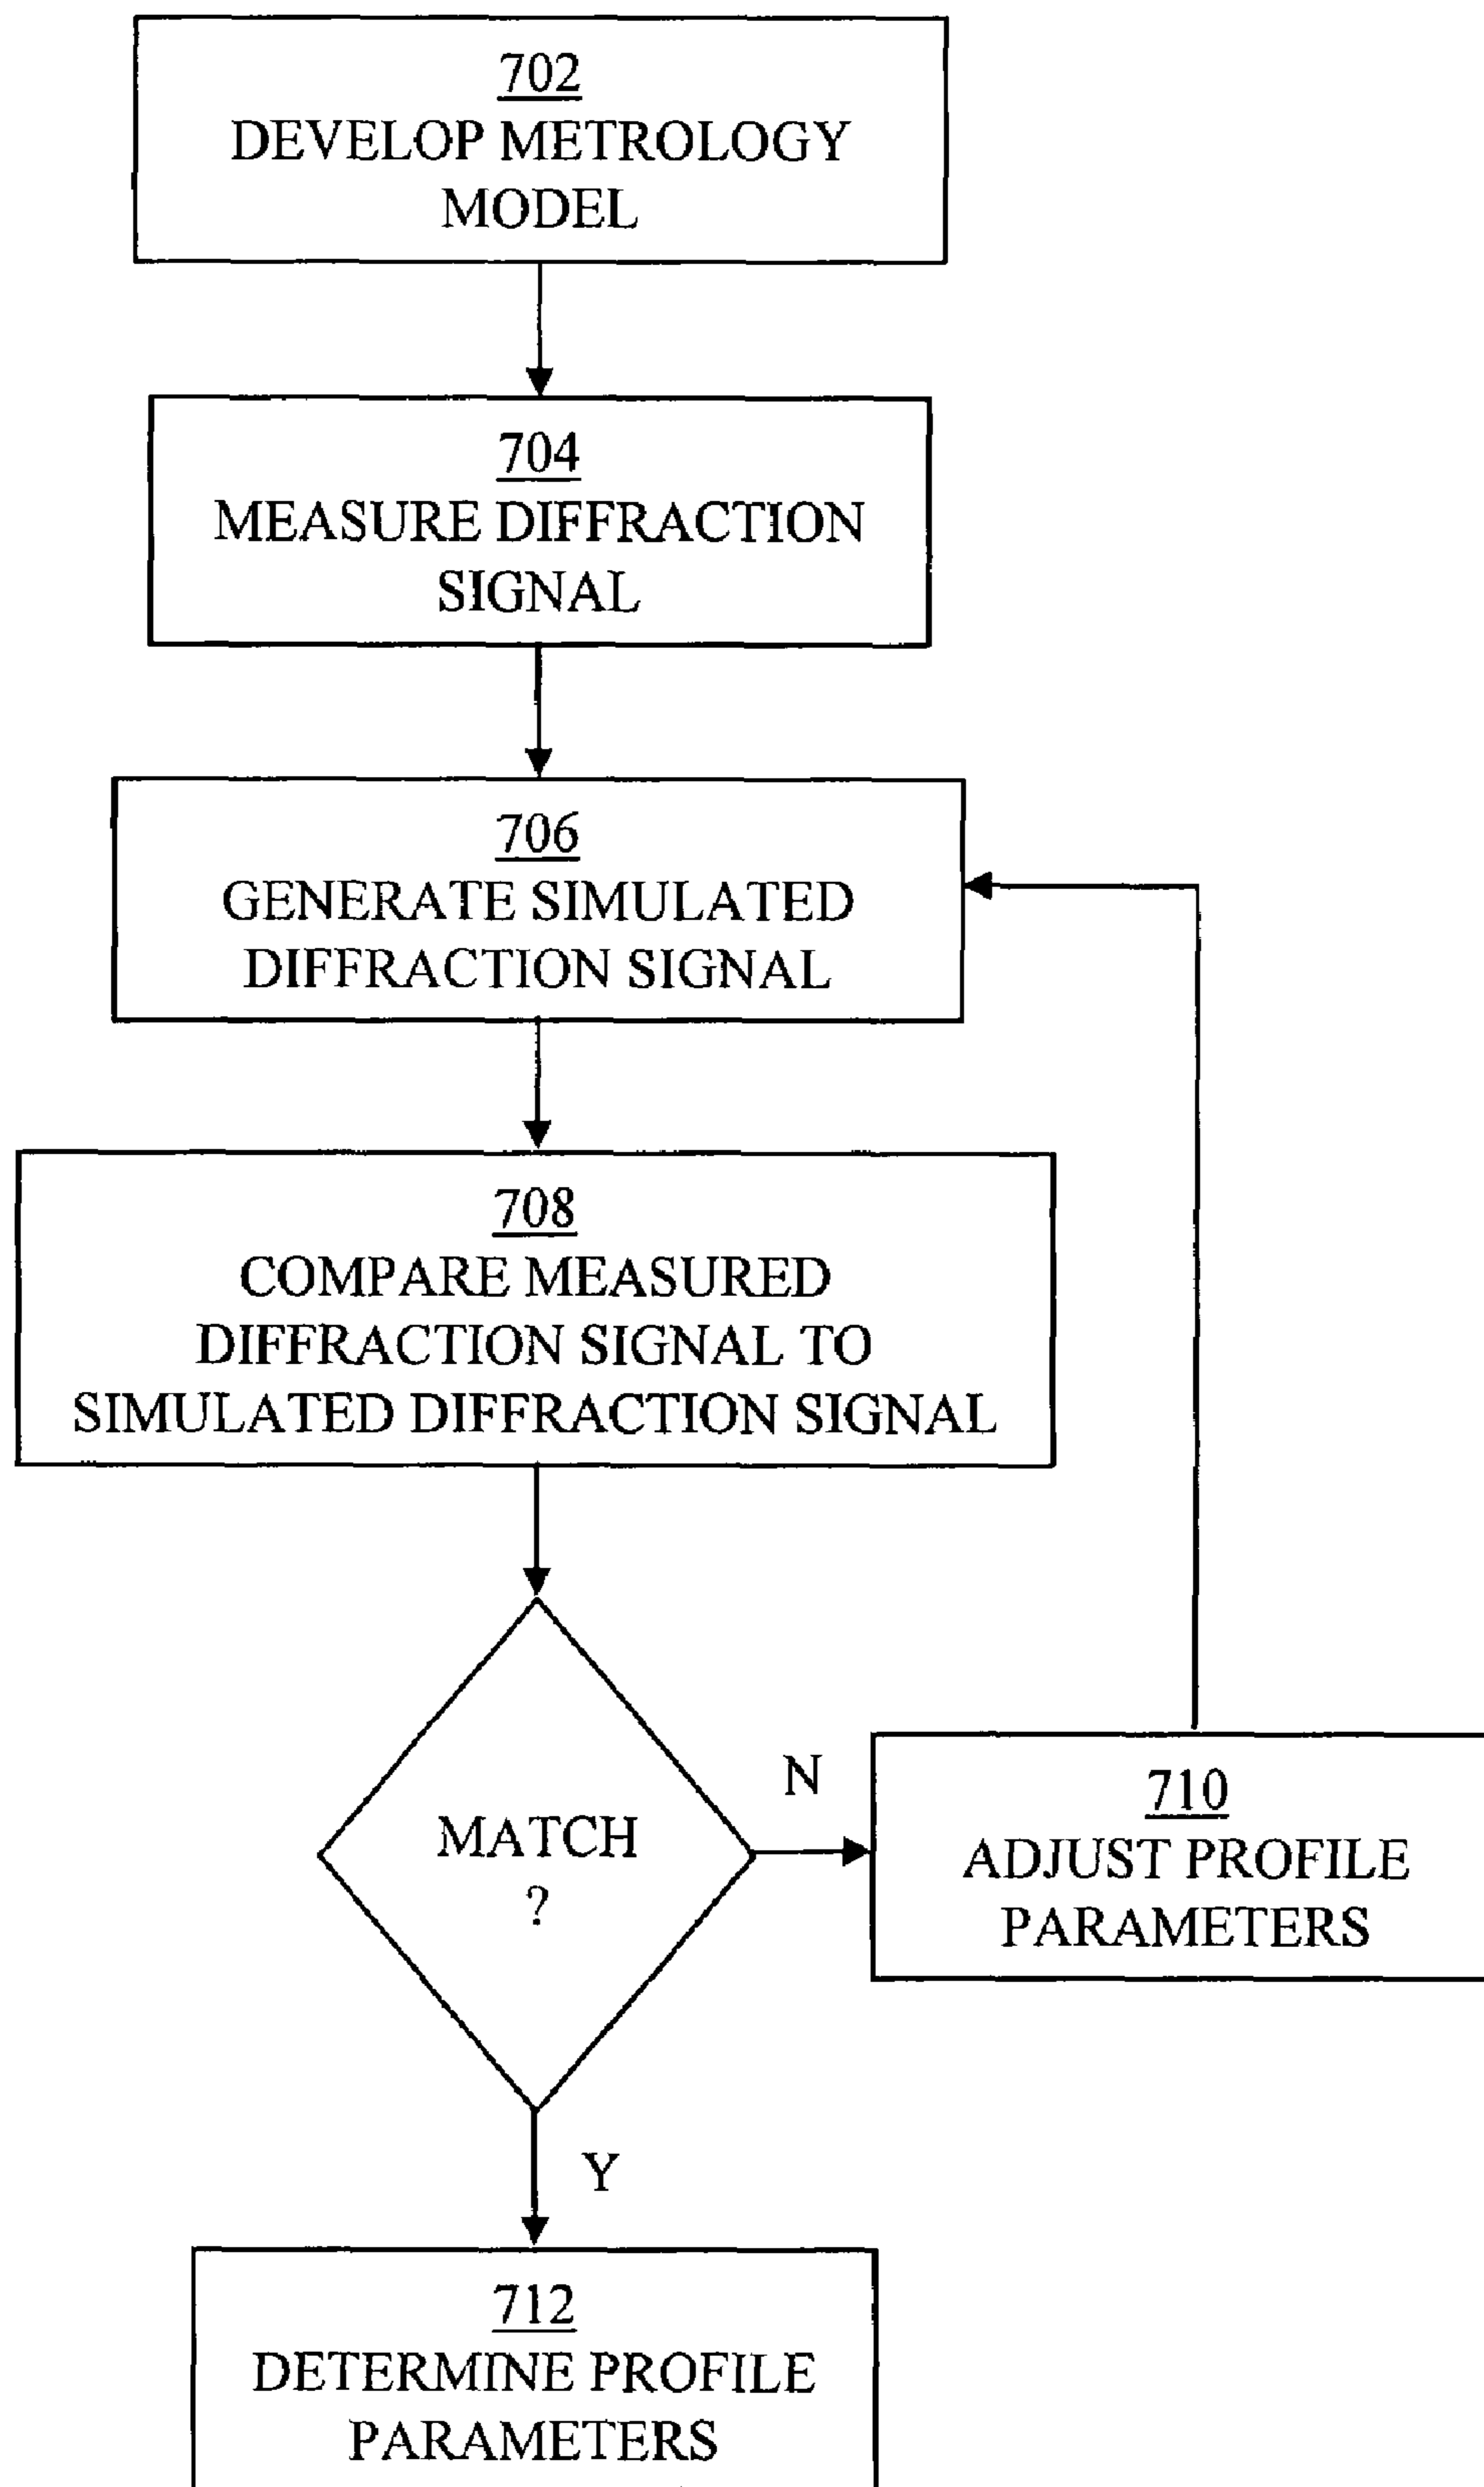 702
DEVELOP METROLOGY
MODEL
704
MEASURE DIFFRACTION
SIGNAL
706
GENERATE SIMULATED
DIFFRACTION SIGNAL
708
COMPARE MEASURED
DIFFRACTION SIGNAL TO
SIMULATED DIFFRACTION SIGNAL
MATCH
?
N
710
ADJUST PROFILE
PARAMETERS
Y
712
DETERMINE PROFILE
PARAMETERS